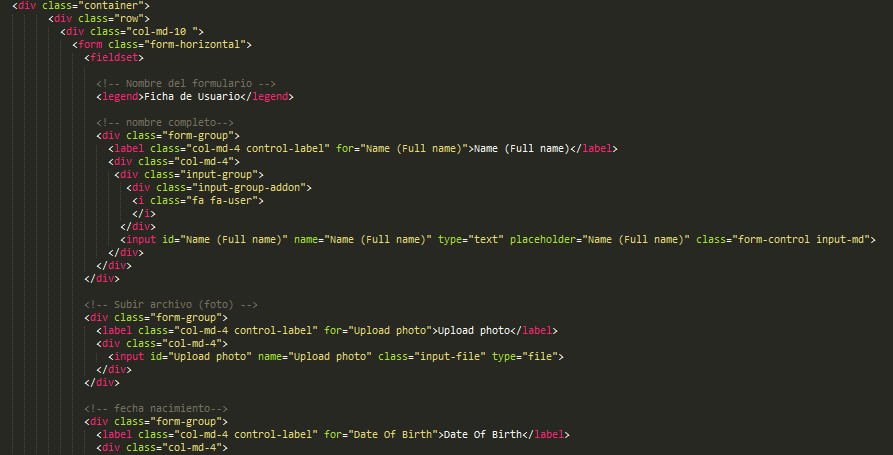 <div class="container">
<div class="row">
<div class="col-md-10 ">
<form class="form-horizontal">
<fieldset>
<!-- Nombre del formulario -->
<legend>Ficha de Usuario</legend>
<!-- nombre completo-->
<div class="form-group">
<label class="col-md-4 control-label" for="Name (Full name)">Name (Full name)</label>
<div class="col-md-4">
<div class="input-group">
<div class="input-group-addon">
<i class="fa fa-user">
</i>
</div>
<input id="Name (Full name)" name="Name (Full name)" type="text" placeholder="Name (Full name)" class="form-control input-md">
</div>
</div>
</div>
<!-- Subir archivo (foto) -->
<div class="form-group">
<label class="col-md-4 control-label" for="Upload photo">Upload photo</label>
<div class="col-md-4">
<input id="Upload photo" name="Upload photo" class="input-file" type="file">
</div>
</div>
<!-- fecha nacimiento-->
<div class="form-group">
<label class="col-md-4 control-label" for="Date Of Birth">Date Of Birth</label>
<div class="col-md-4">